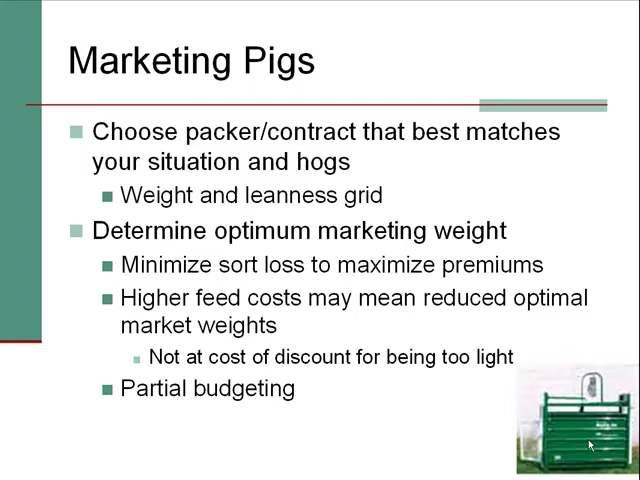 Marketing Pigs
Choose packer/contract that best matches
your situation and hogs
Weight and leanness grid
Determine optimum marketing weight
Minimize sort loss to maximize premiums
Higher feed costs may mean reduced optimal
market weights
Not at cost of discount for being too light
Partial budgeting